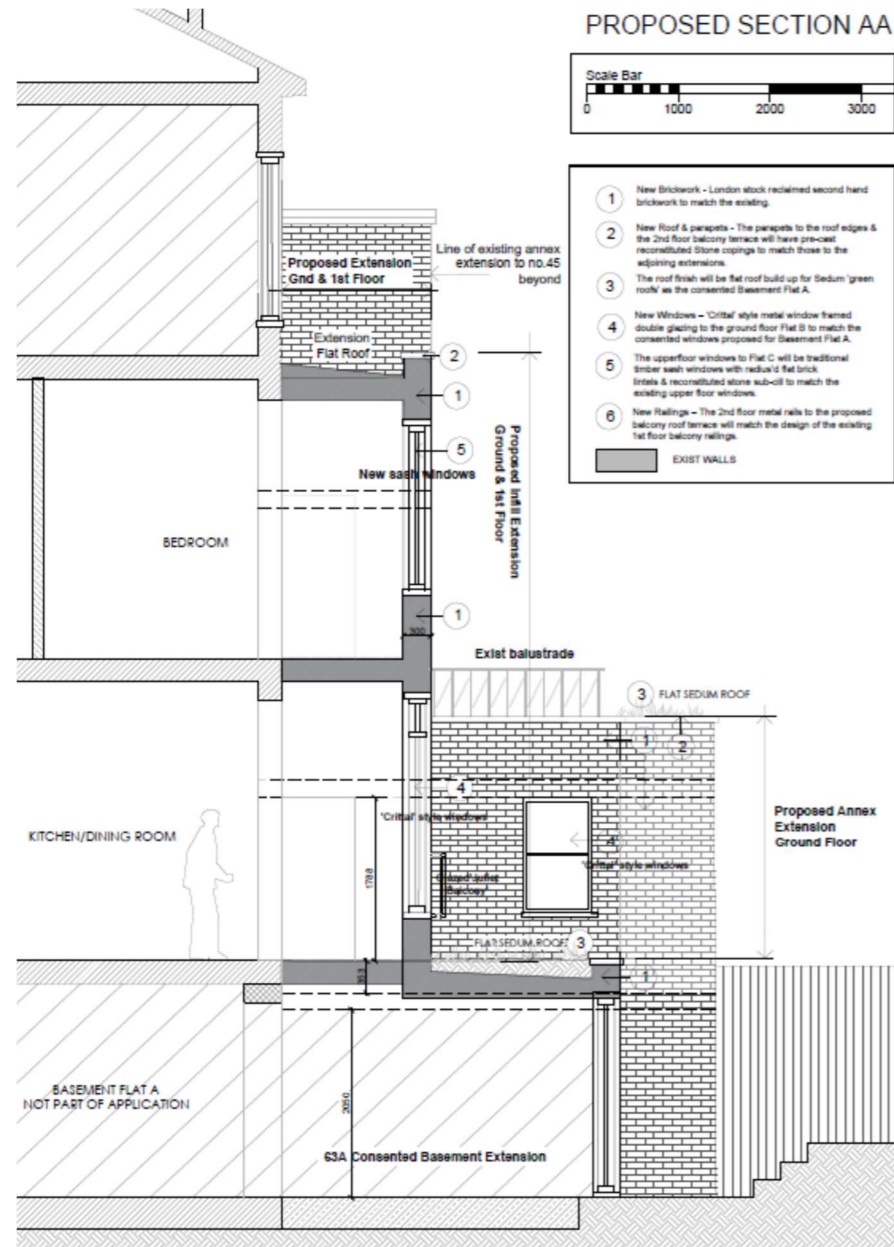 PROPOSED SECTION AA
Scale Bar
0 1000 2000 3000
1 New Brickwork - London stock reclaimed second hand
brickwork to match the existing.
2 New Roof & parapets - The parapets to the roof edges &
the 2nd floor balcony terrace will have pre-cast
reconstituted Stone copings to match those to the
adjoining extensions.
3 The roof finish will be flat roof build up for Sedum 'green
roofs' as the consented Basement Flat A.
4 New Windows – 'Crittal' style metal window framed
double glazing to the ground floor Flat B to match the
consented windows proposed for Basement Flat A.
5 The upperfloor windows to Flat C will be traditional
timber sash windows with radius'd flat brick
lintels & reconstituted stone sub-cill to match the
existing upper floor windows.
6 New Railings – The 2nd floor metal rails to the proposed
balcony roof terrace will match the design of the existing
1st floor balcony railings.
EXIST WALLS
Proposed Extension
Gnd & 1st Floor
Line of existing annex
extension to no.45
beyond
Extension
Flat Roof
2
1
5
New sash windows
Proposed Infill Extension
Ground & 1st Floor
BEDROOM
1
300
Exist balustrade
3 FLAT SEDUM ROOF
1
2
4
'Crittal' style windows
KITCHEN/DINING ROOM
1788
4
'Crittal' style windows
Proposed Annex
Extension
Ground Floor
Balcony'
FLAT SEDUM ROOF 3
1
353
BASEMENT FLAT A
NOT PART OF APPLICATION
2050
63A Consented Basement Extension